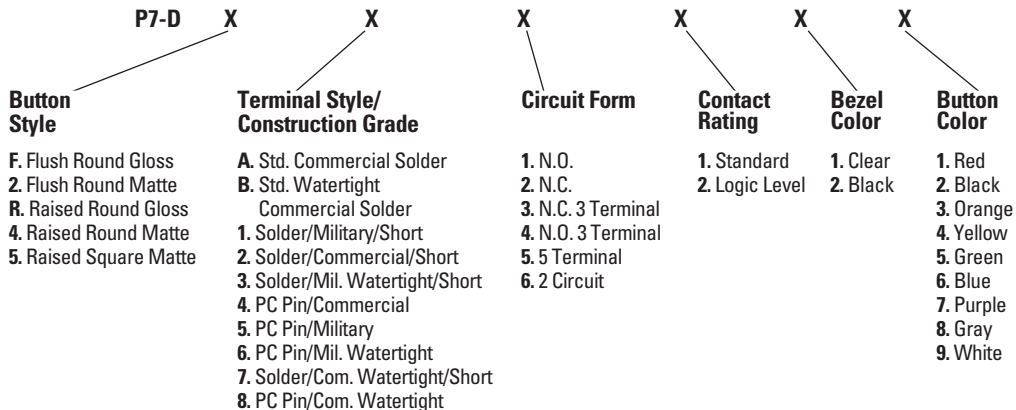 P7-D X X X X X X
Button
Style
F. Flush Round Gloss
2. Flush Round Matte
R. Raised Round Gloss
4. Raised Round Matte
5. Raised Square Matte
Terminal Style/
Construction Grade
A. Std. Commercial Solder
B. Std. Watertight
Commercial Solder
1. Solder/Military/Short
2. Solder/Commercial/Short
3. Solder/Mil. Watertight/Short
4. PC Pin/Commercial
5. PC Pin/Military
6. PC Pin/Mil. Watertight
7. Solder/Com. Watertight/Short
8. PC Pin/Com. Watertight
Circuit Form
1. N.O.
2. N.C.
3. N.C. 3 Terminal
4. N.O. 3 Terminal
5. 5 Terminal
6. 2 Circuit
Contact
Rating
1. Standard
2. Logic Level
Bezel
Color
1. Clear
2. Black
Button
Color
1. Red
2. Black
3. Orange
4. Yellow
5. Green
6. Blue
7. Purple
8. Gray
9. White